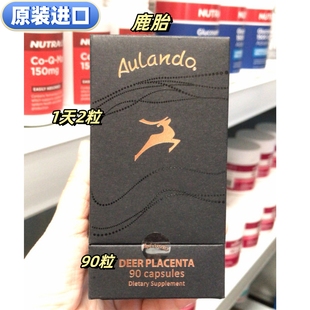 原装进口
鹿胎
NUTRA
Co-Q-
150mg
Aulando
1天2粒
90粒
DEER PLACENTA
90 capsules
Dietary Supplement